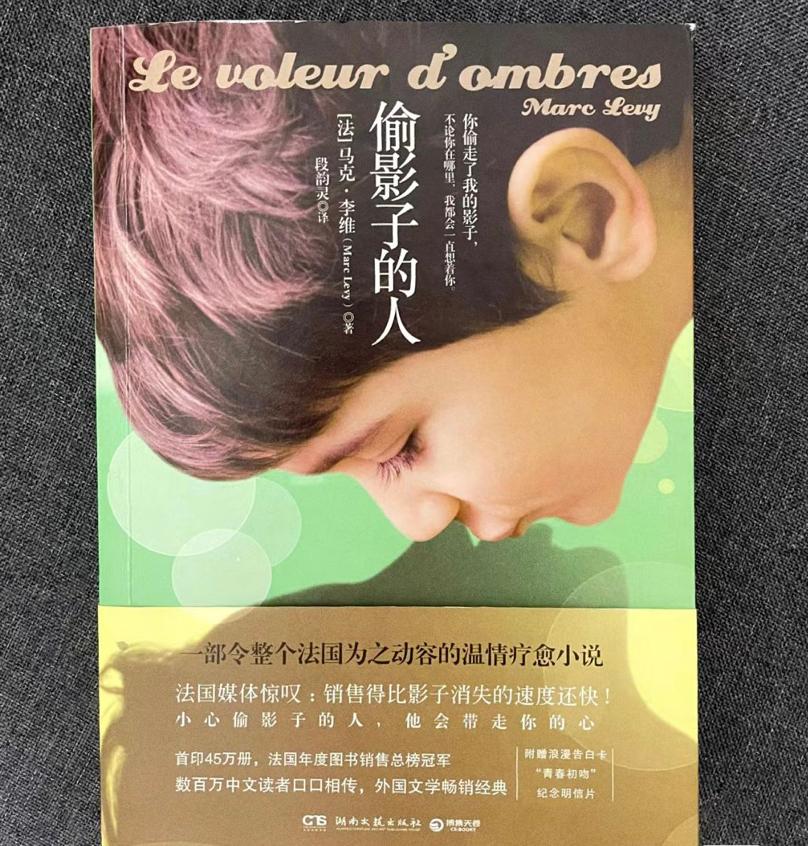 Le voleur d'ombres
Marc Levy
你偷走了我的影子，
不论你在哪里，我都会一直想着你。
偷影子的人
[法] 马克·李维（Marc Levy）◎著
段韵灵◎译
一部令整个法国为之动容的温情疗愈小说
法国媒体惊叹：销售得比影子消失的速度还快！
小心偷影子的人，他会带走你的心
首印45万册，法国年度图书销售总榜冠军
数百万中文读者口口相传，外国文学畅销经典
附赠浪漫告白卡
“青春初吻”
纪念明信片
湖南文艺出版社
博集天卷
CS-BOOKY